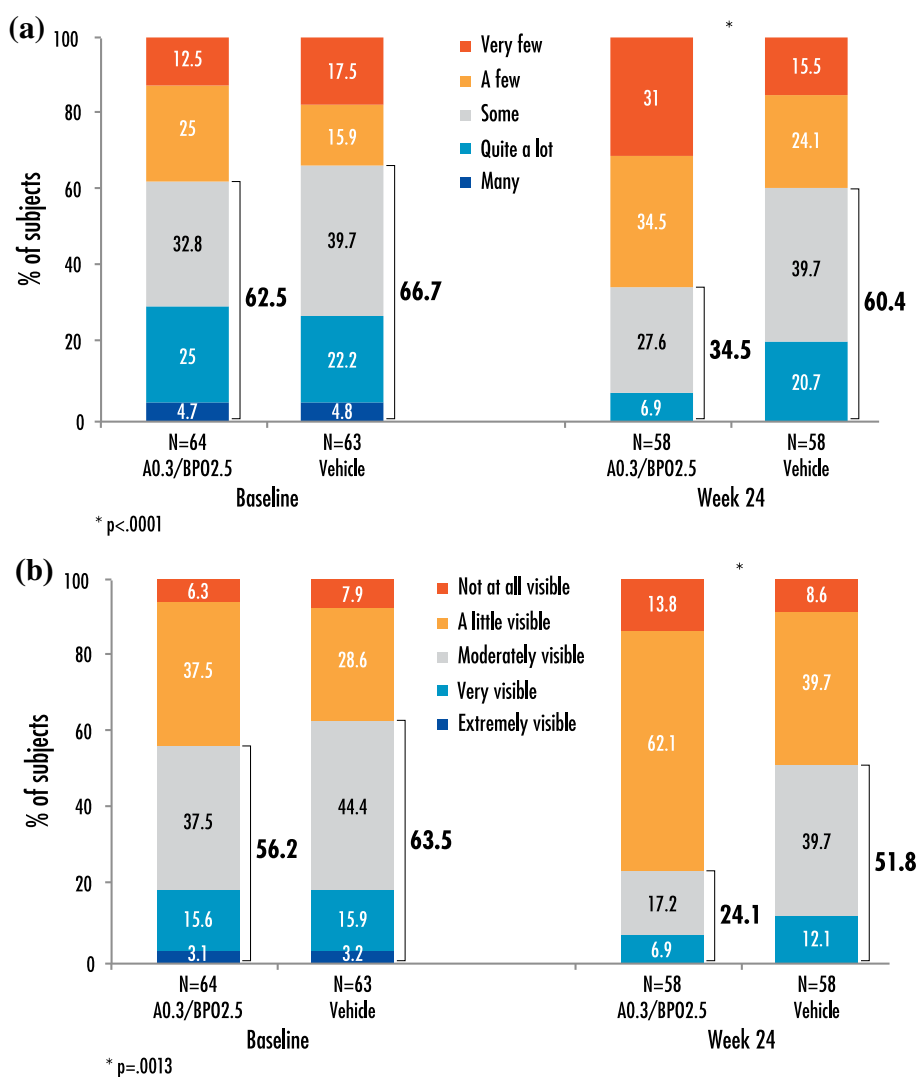 (a)
100
80
60
40
20
0
% of subjects
12.5
25
32.8
25
4.7
62.5
17.5
15.9
39.7
22.2
4.8
66.7
Very few
A few
Some
Quite a lot
Many
*
31
34.5
27.6
6.9
34.5
15.5
24.1
39.7
20.7
60.4
N=64 N=63 N=58 N=58
A0.3/BPO2.5 Vehicle A0.3/BPO2.5 Vehicle
Baseline Week 24
* p<.0001
(b)
100
80
60
40
20
0
% of subjects
6.3
37.5
37.5
15.6
3.1
56.2
7.9
28.6
44.4
15.9
3.2
63.5
Not at all visible
A little visible
Moderately visible
Very visible
Extremely visible
*
13.8
62.1
17.2
6.9
24.1
8.6
39.7
39.7
12.1
51.8
N=64 N=63 N=58 N=58
A0.3/BPO2.5 Vehicle A0.3/BPO2.5 Vehicle
Baseline Week 24
* p=.0013